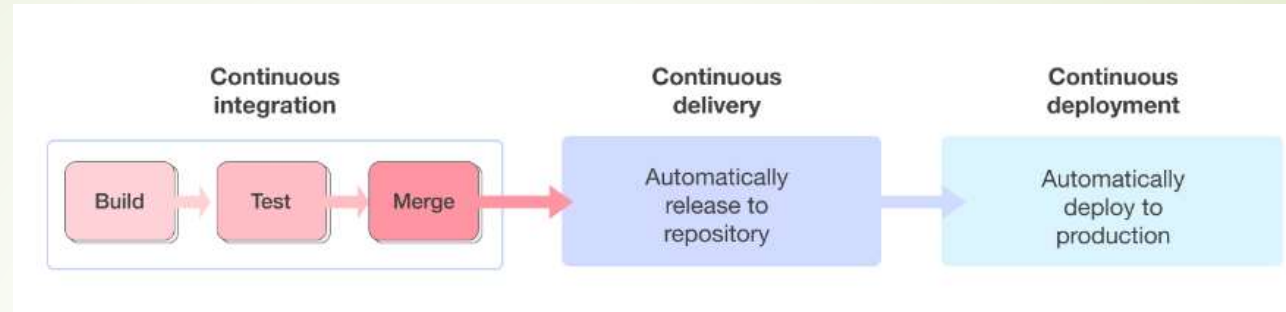 Continuous
integration
Build
Test
Merge
Continuous
delivery
Automatically
release to
repository
Continuous
deployment
Automatically
deploy to
production